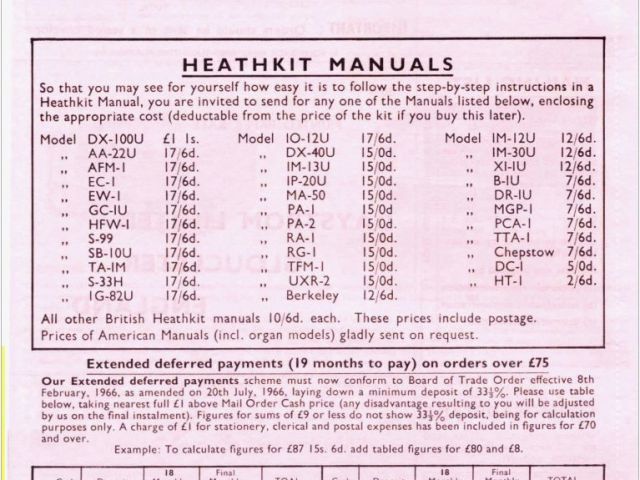 HEATHKIT MANUALS
So that you may see for yourself how easy it is to follow the step-by-step instructions in a
Heathkit Manual, you are invited to send for any one of the Manuals listed below, enclosing
the appropriate cost (deductable from the price of the kit if you buy this later).
Model DX-100U £1 1s. Model IO-12U 17/6d. Model IM-12U 12/6d.
„ AA-22U 17/6d. „ DX-40U 15/0d. „ IM-30U 12/6d.
„ AFM-1 17/6d. „ IM-13U 15/0d. „ XI-IU 12/6d.
„ EC-1 17/6d. „ IP-20U 15/0d. „ B-IU 7/6d.
„ EW-1 17/6d. „ MA-50 15/0d. „ DR-IU 7/6d.
„ GC-IU 17/6d. „ PA-1 15/0d. „ MGP-1 7/6d.
„ HFW-1 17/6d. „ PA-2 15/0d. „ PCA-1 7/6d.
„ S-99 17/6d. „ RA-1 15/0d. „ TTA-1 7/6d.
„ SB-10U 17/6d. „ RG-1 15/0d. „ Chepstow 7/6d.
„ TA-1M 17/6d. „ TFM-1 15/0d. „ DC-1 5/0d.
„ S-33H 17/6d. „ UXR-2 15/0d. „ HT-1 2/6d.
„ IG-82U 17/6d. „ Berkeley 12/6d.
All other British Heathkit manuals 10/6d. each. These prices include postage.
Prices of American Manuals (incl. organ models) gladly sent on request.
Extended deferred payments (19 months to pay) on orders over £75
Our Extended deferred payments scheme must now conform to Board of Trade Order effective 8th
February, 1966, as amended on 20th July, 1966, laying down a minimum deposit of 33⅓%. Please use table
below, taking nearest full £1 above Mail Order Cash price (any disadvantage resulting to you will be adjusted
by us on the final instalment). Figures for sums of £9 or less do not show 33⅓% deposit, being for calculation
purposes only. A charge of £1 for stationery, clerical and postal expenses has been included in figures for £70
and over.
Example: To calculate figures for £87 15s. 6d. add tabled figures for £80 and £8.
18 Final 18 Final